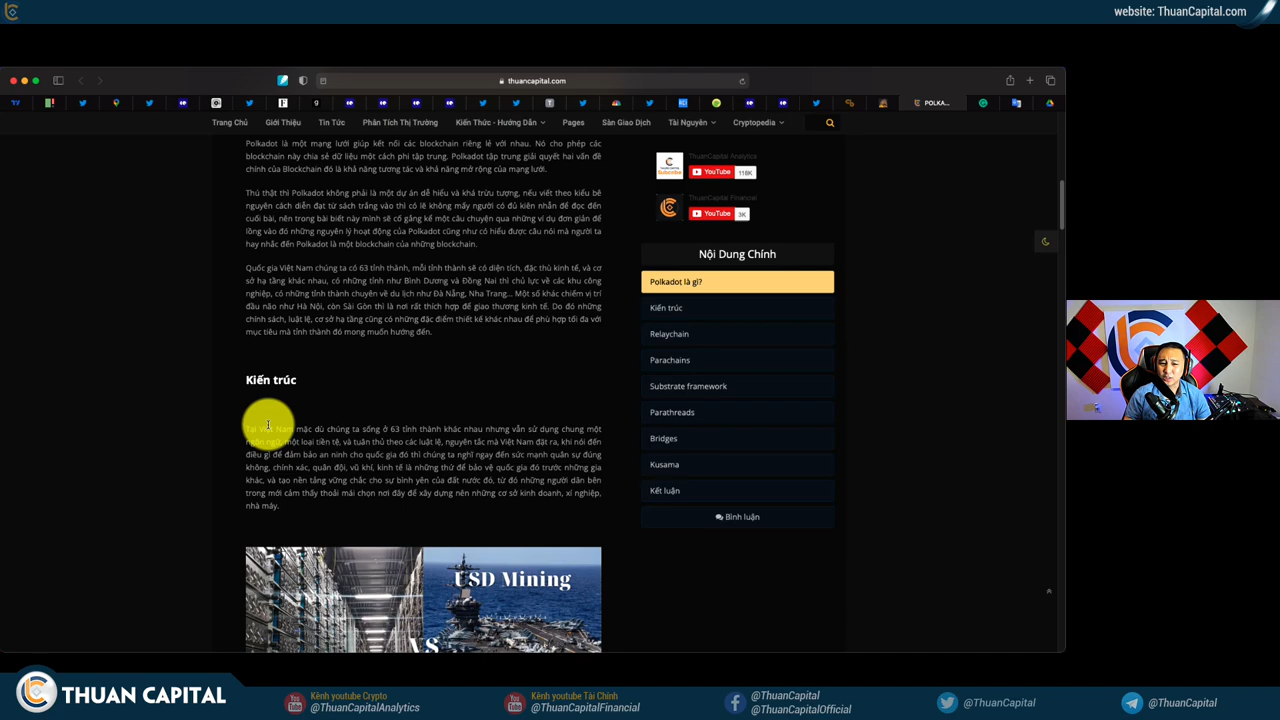 website: ThuanCapital.com
thuancapital.com
POLKA...
Trang Chủ
Giới Thiệu
Tin Tức
Phân Tích Thị Trường
Kiến Thức - Hướng Dẫn
Pages
Sàn Giao Dịch
Tài Nguyên
Cryptopedia
Polkadot là một mạng lưới giúp kết nối các blockchain riêng lẻ với nhau. Nó cho phép các
blockchain này chia sẻ dữ liệu một cách phi tập trung. Polkadot tập trung giải quyết hai vấn đề
chính của Blockchain đó là khả năng tương tác và khả năng mở rộng của mạng lưới.
Thú thật thì Polkadot không phải là một dự án dễ hiểu và khá trừu tượng, nếu viết theo kiểu bê
nguyên cách diễn đạt từ sách trắng vào thì có lẽ không mấy người có đủ kiên nhẫn để đọc đến
cuối bài, nên trong bài biết này mình sẽ cố gắng kể một câu chuyện qua những ví dụ đơn giản để
lồng vào đó những nguyên lý hoạt động của Polkadot cũng như có hiểu được câu nói mà người ta
hay nhắc đến Polkadot là một blockchain của những blockchain.
Quốc gia Việt Nam chúng ta có 63 tỉnh thành, mỗi tỉnh thành sẽ có diện tích, đặc thù kinh tế, và cơ
sở hạ tầng khác nhau, có những tỉnh như Bình Dương và Đồng Nai thì chủ lực về các khu công
nghiệp, có những tỉnh thành chuyên về du lịch như Đà Nẵng, Nha Trang... Một số khác chiếm vị trí
đầu não như Hà Nội, còn Sài Gòn thì là nơi rất thích hợp để giao thương kinh tế. Do đó những
chính sách, luật lệ, cơ sở hạ tầng cũng có những đặc điểm thiết kế khác nhau để phù hợp tối đa với
mục tiêu mà tỉnh thành đó mong muốn hướng đến.
Kiến trúc
Tại Việt Nam mặc dù chúng ta sống ở 63 tỉnh thành khác nhau nhưng vẫn sử dụng chung một
ngôn ngữ, một loại tiền tệ, và tuân thủ theo các luật lệ, nguyên tắc mà Việt Nam đặt ra, khi nói đến
điều gì để đảm bảo an ninh cho quốc gia đó thì chúng ta nghĩ ngay đến sức mạnh quân sự đúng
không, chính xác, quân đội, vũ khí, kinh tế là những thứ để bảo vệ quốc gia đó trước những gia
khác, và tạo nên tảng vững chắc cho sự bình yên của đất nước đó, từ đó những người dân bên
trong mới cảm thấy thoải mái chọn nơi đây để xây dựng nên những cơ sở kinh doanh, xí nghiệp,
nhà máy.
USD Mining
VS
ThuanCapital Analytics
YouTube 118K
ThuanCapital Financial
YouTube 3K
Nội Dung Chính
Polkadot là gì?
Kiến trúc
Relaychain
Parachains
Substrate framework
Parathreads
Bridges
Kusama
Kết luận
Bình luận
THUAN CAPITAL
Kênh youtube Crypto
@ThuanCapitalAnalytics
Kênh youtube Tài Chính
@ThuanCapitalFinancial
@ThuanCapital
@ThuanCapitalOfficial
@ThuanCapital
@ThuanCapital